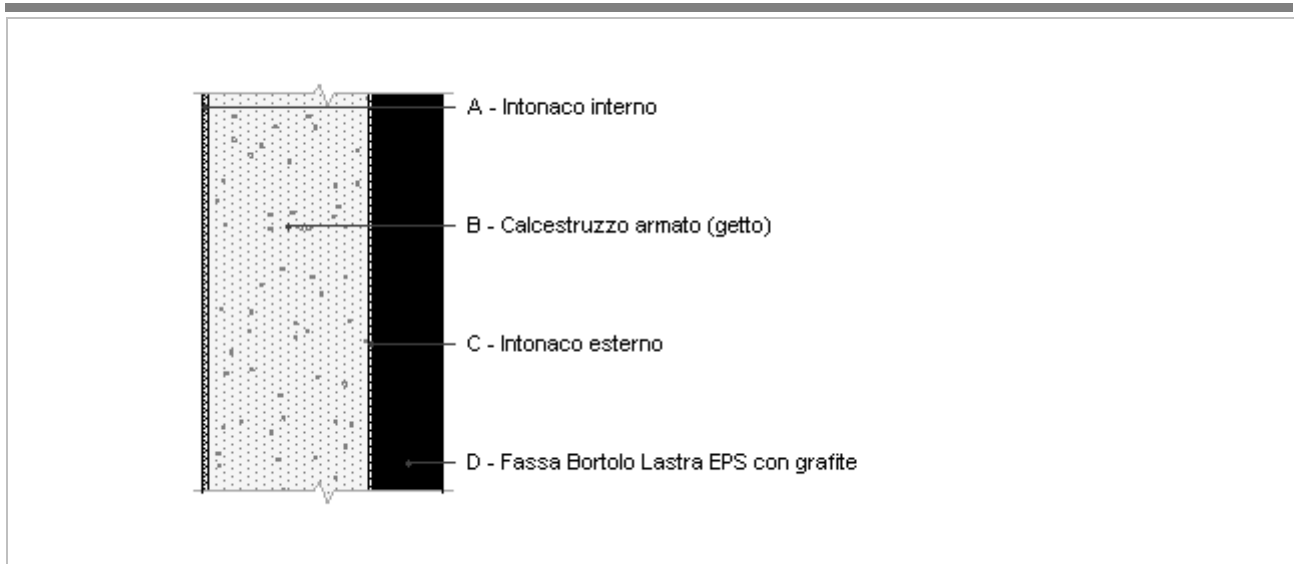 A - Intonaco interno
B - Calcestruzzo armato (getto)
C - Intonaco esterno
D - Fassa Bortolo Lastra EPS con grafite